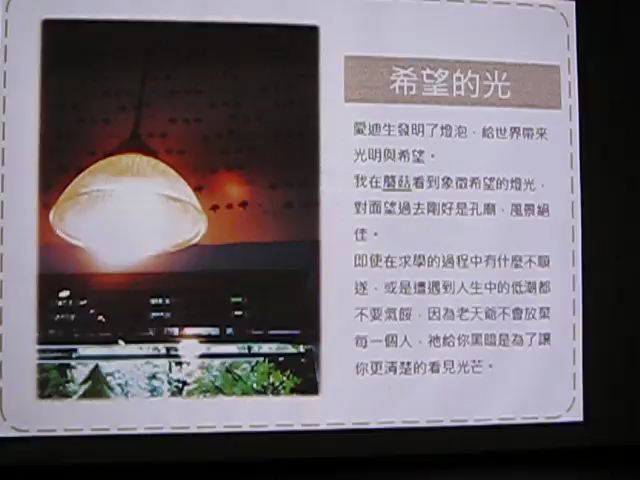 希望的光
愛迪生發明了燈泡，給世界帶來
光明與希望。
我在蘑菇看到象徵希望的燈光，
對面望過去剛好是孔廟，風景絕
佳。
即使在求學的過程中有什麼不順
遂，或是遭遇到人生中的低潮都
不要氣餒，因為老天爺不會放棄
每一個人，祂給你黑暗是為了讓
你更清楚的看見光芒。